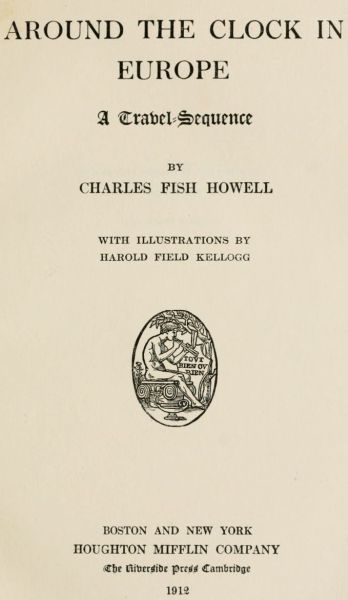 AROUND THE CLOCK IN
EUROPE
A Travel-Sequence
BY
CHARLES FISH HOWELL
WITH ILLUSTRATIONS BY
HAROLD FIELD KELLOGG
TOVT
BIEN OV
RIEN
BOSTON AND NEW YORK
HOUGHTON MIFFLIN COMPANY
The Riverside Press Cambridge
1912